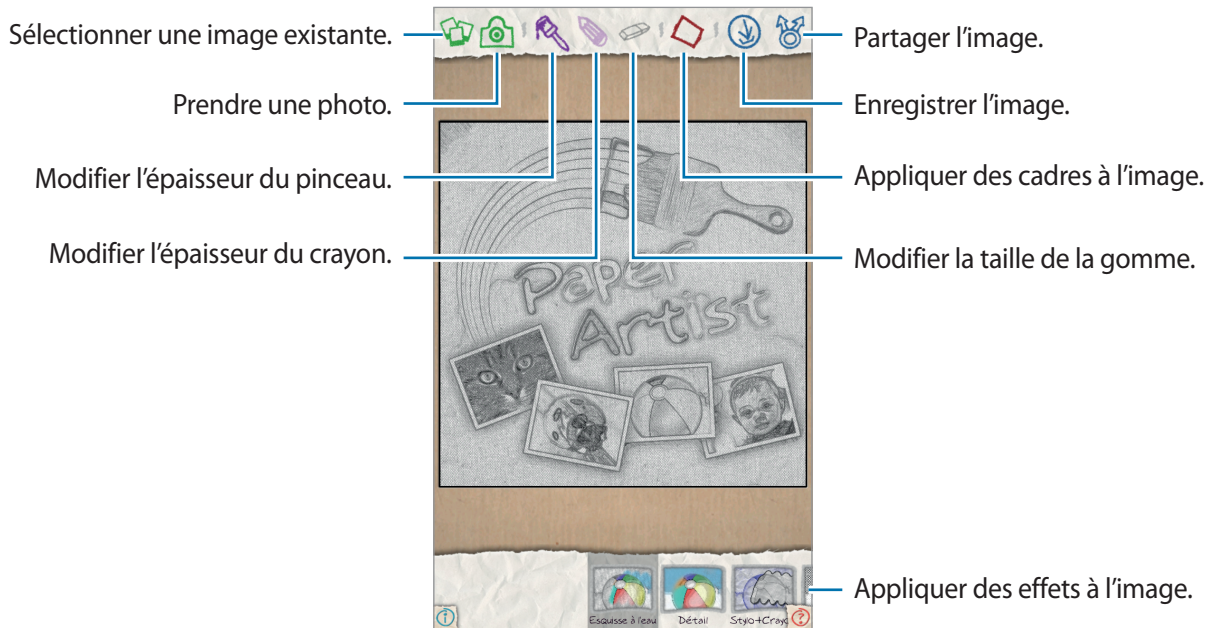 Sélectionner une image existante.
Prendre une photo.
Modifier l'épaisseur du pinceau.
Modifier l'épaisseur du crayon.
Partager l'image.
Enregistrer l'image.
Appliquer des cadres à l'image.
Modifier la taille de la gomme.
Paper
Artist
Appliquer des effets à l'image.
Esquisse à l'eau
Détail
Stylo+Crayo
i
?